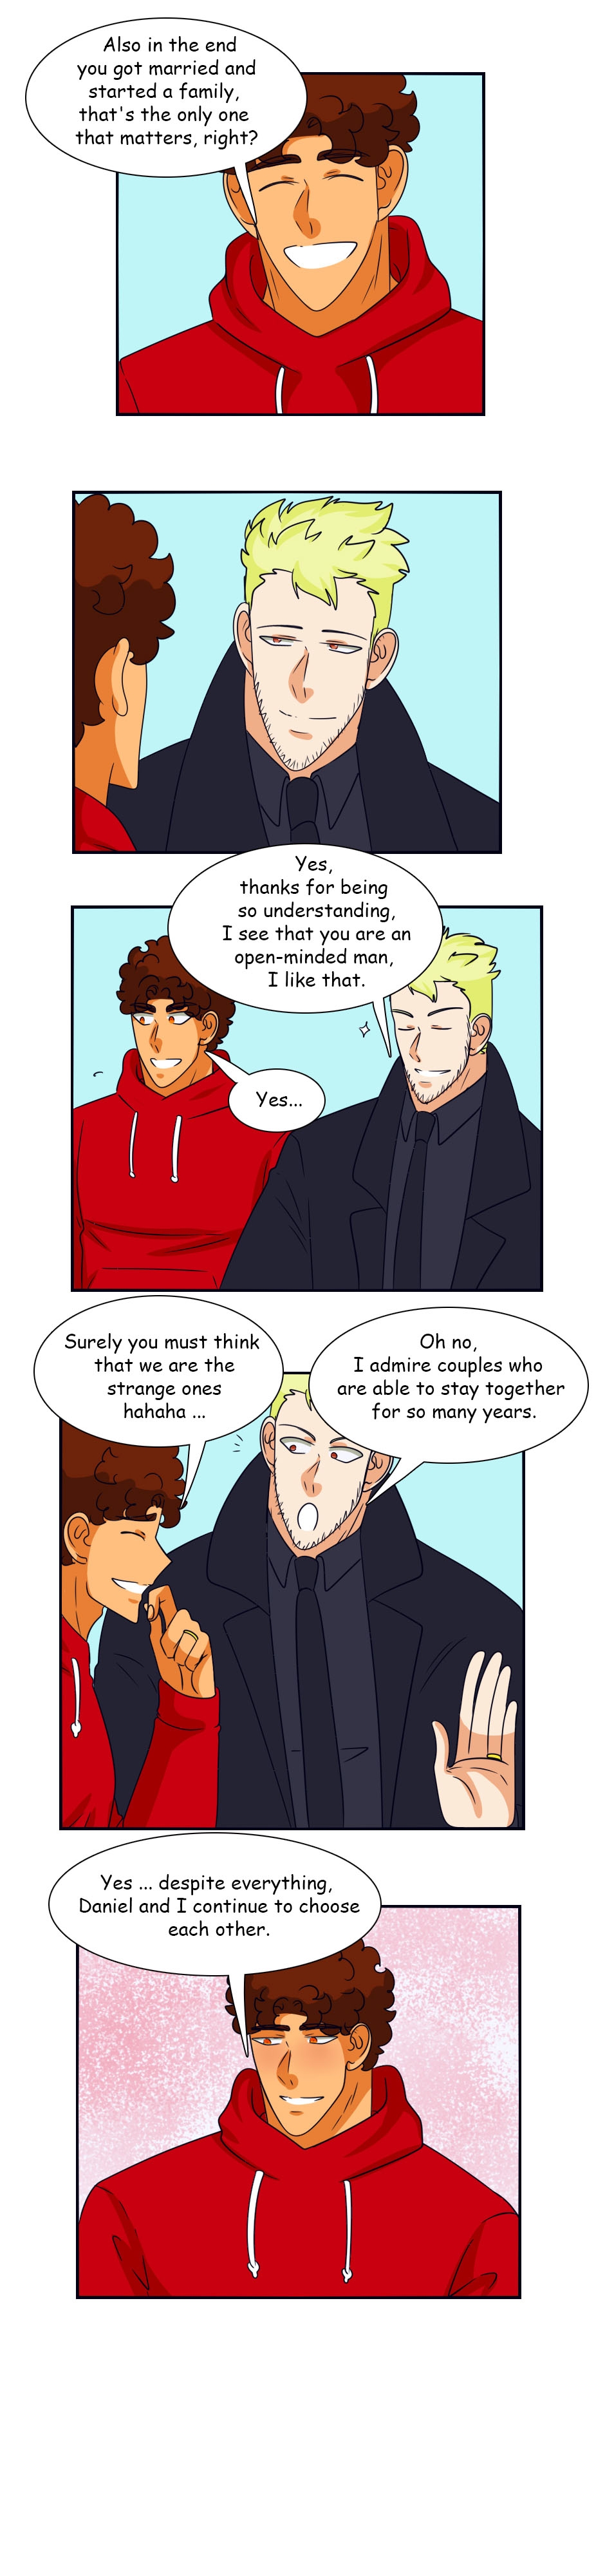 Also in the end
you got married and
started a family,
that's the only one
that matters, right?
Yes,
thanks for being
so understanding,
I see that you are an
open-minded man,
I like that.
Yes...
Surely you must think
that we are the
strange ones
hahaha ...
Oh no,
I admire couples who
are able to stay together
for so many years.
Yes ... despite everything,
Daniel and I continue to choose
each other.